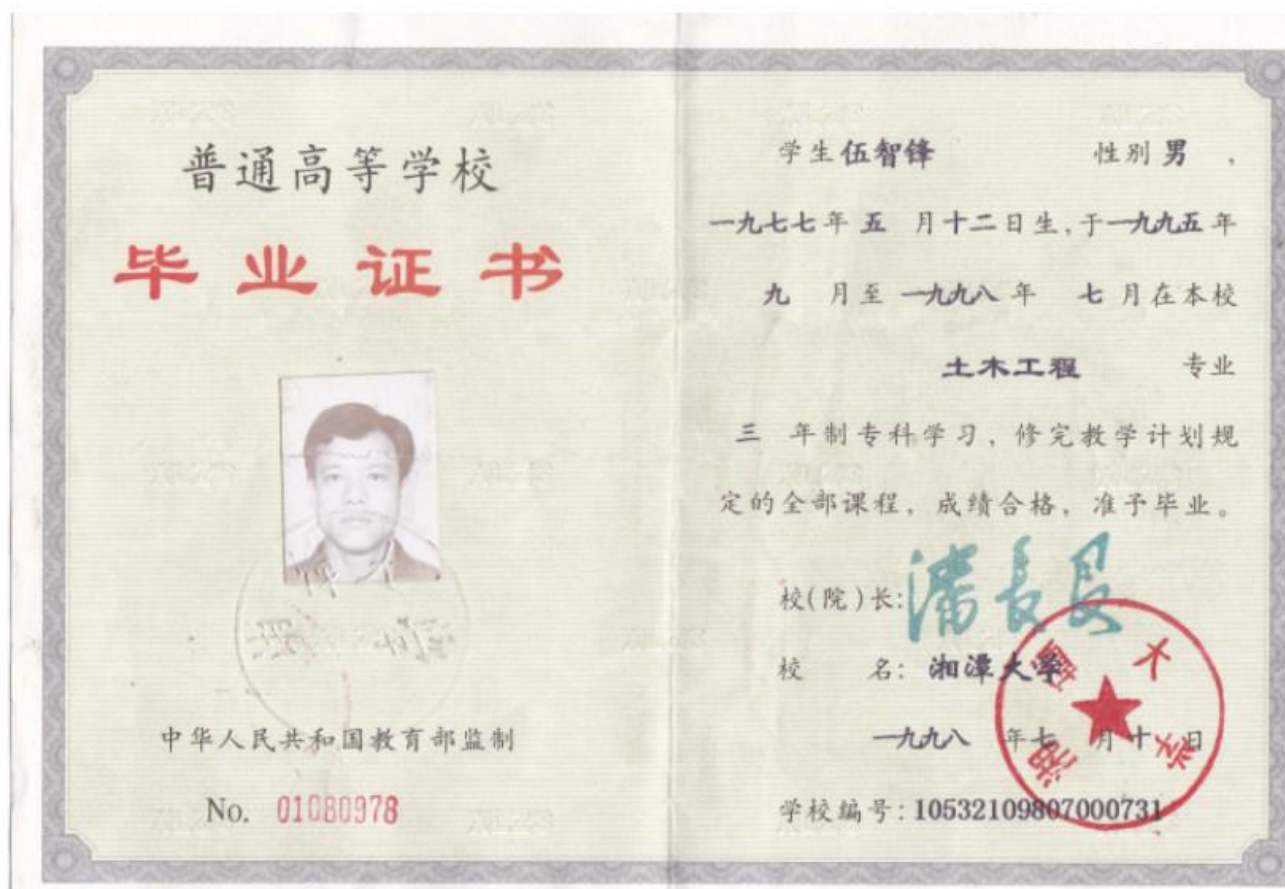 普通高等学校
毕业证书
中华人民共和国教育部监制
No. 01080978
学生伍智锋 性别男,
一九七七年五月十二日生,于一九九五年
九月至一九九八年七月在本校
土木工程 专业
三年制专科学习,修完教学计划规
定的全部课程,成绩合格,准予毕业。
校(院)长:
校 名: 湘潭大学
一九九八年七月十日
学校编号:105321109807000731
湘潭大学